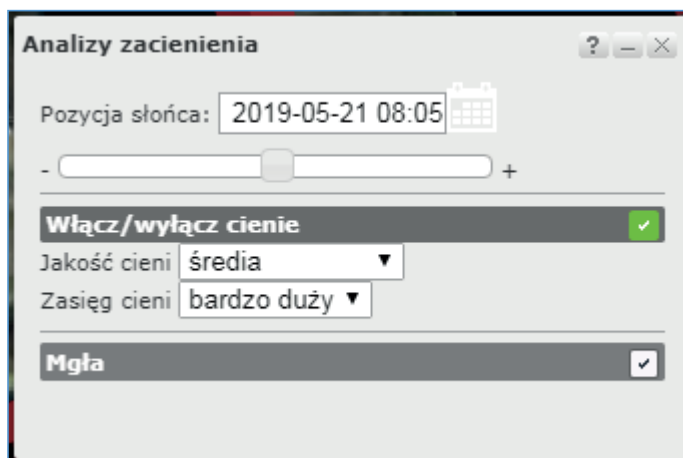 Analizy zacienienia ?
Pozycja słońca: 2019-05-21 08:05
- +
Włącz/wyłącz cienie
Jakość cieni średia
Zasięg cieni bardzo duży
Mgła